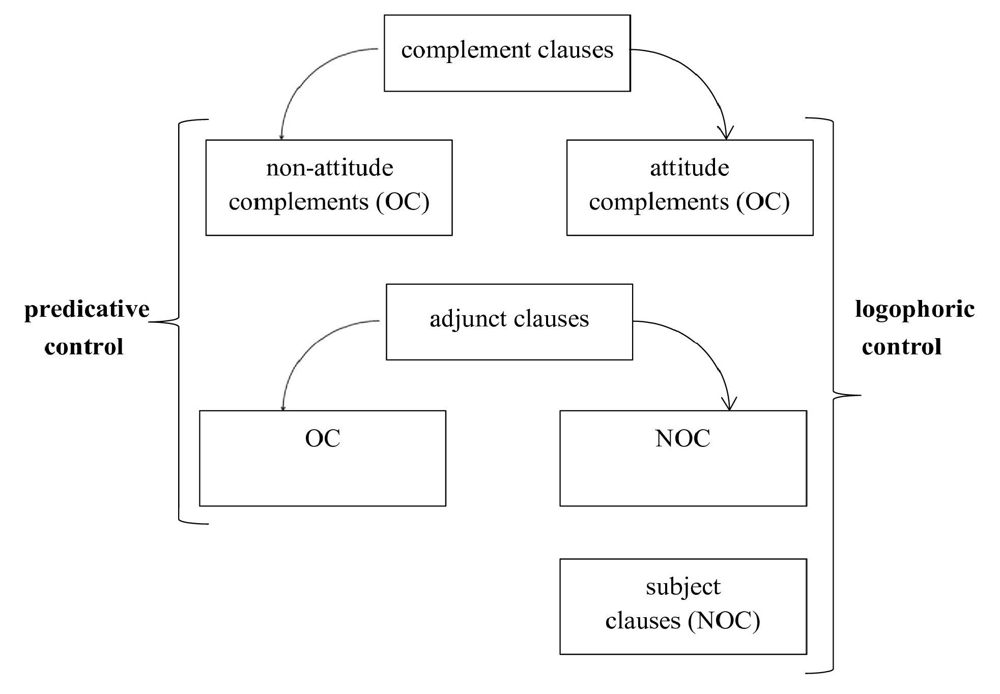 complement clauses
non-attitude
complements (OC)
attitude
complements (OC)
predicative
control
adjunct clauses
logophoric
control
OC
NOC
subject
clauses (NOC)